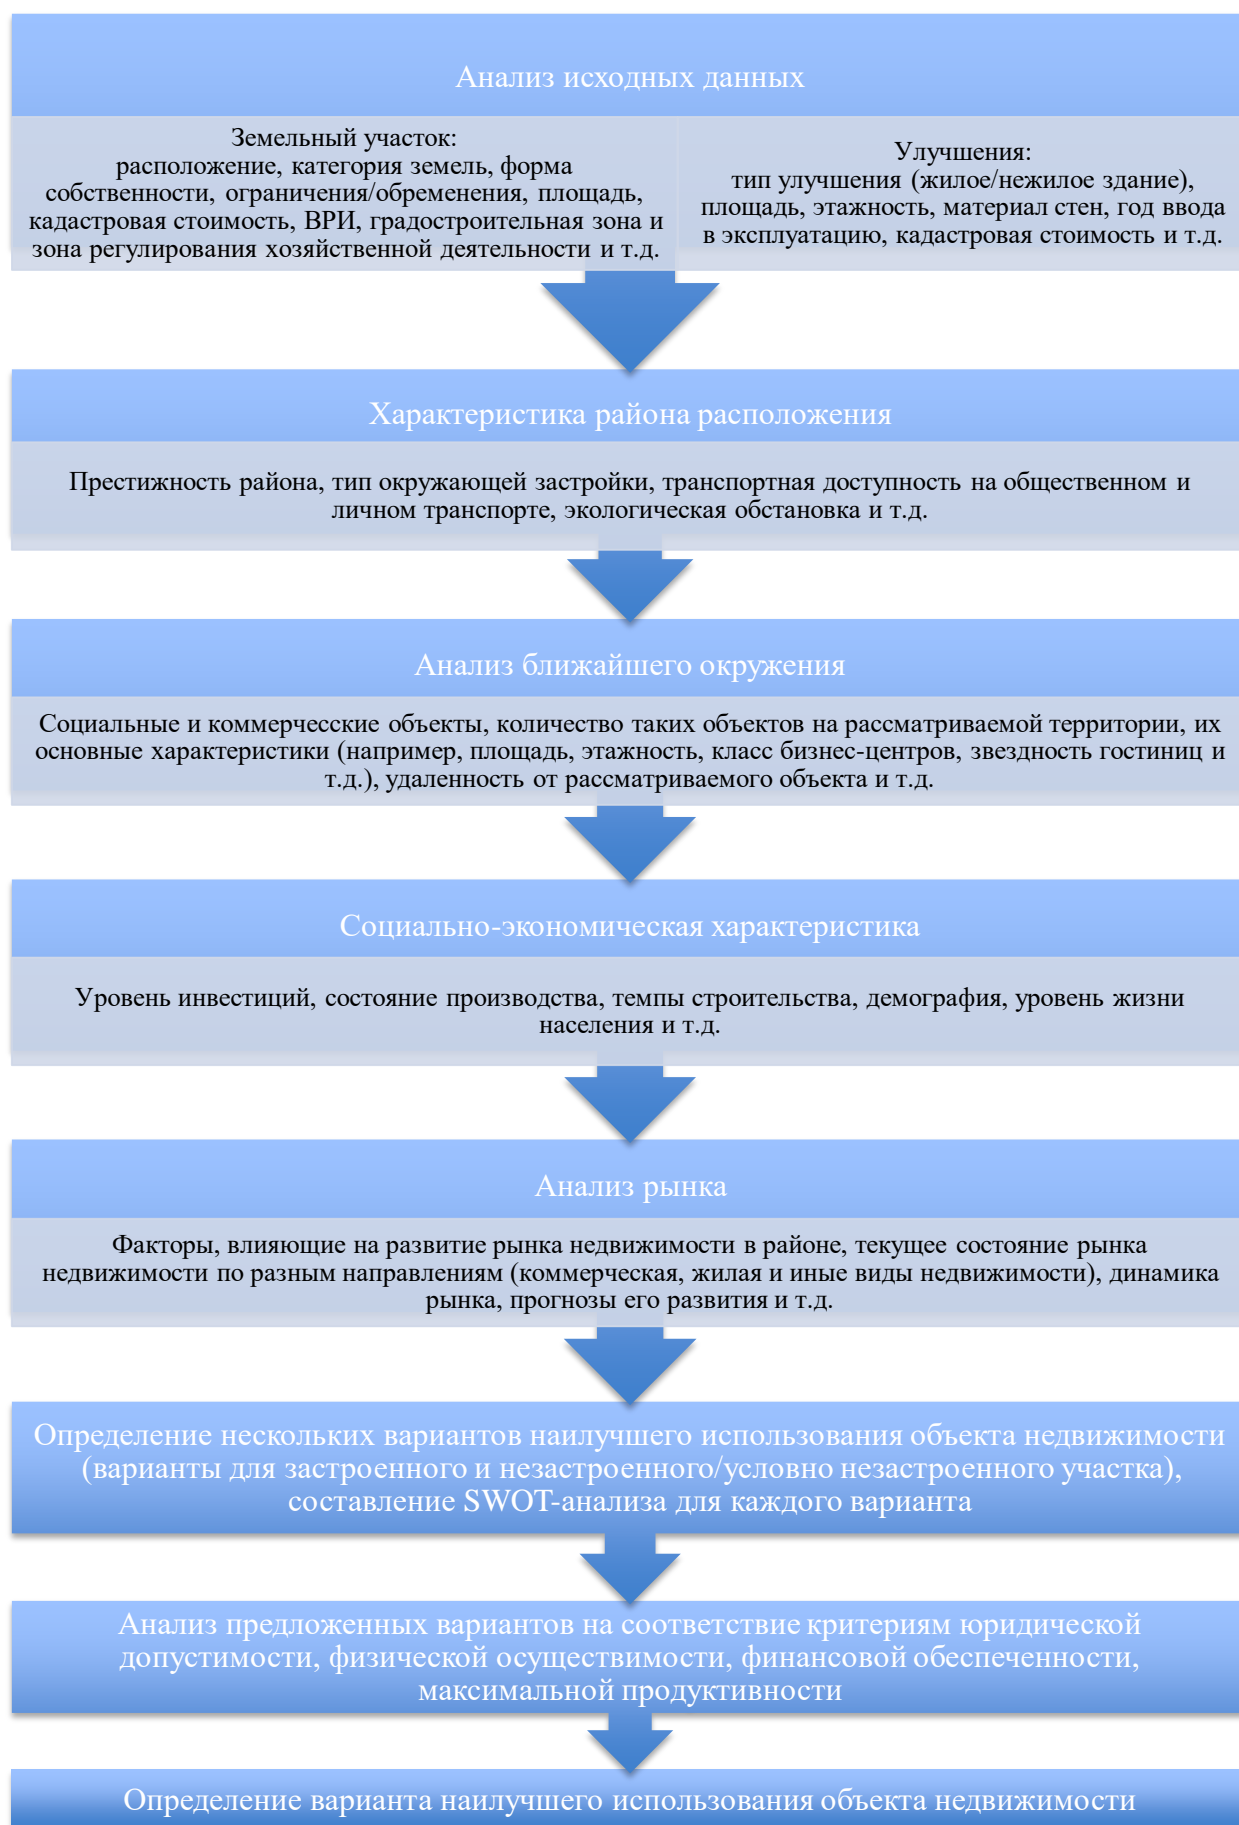 Анализ исходных данных
Земельный участок:
расположение, категория земель, форма
собственности, ограничения/обременения, площадь,
кадастровая стоимость, ВРИ, градостроительная зона и
зона регулирования хозяйственной деятельности и т.д.
Улучшения:
тип улучшения (жилое/нежилое здание),
площадь, этажность, материал стен, год ввода
в эксплуатацию, кадастровая стоимость и т.д.
Характеристика района расположения
Престижность района, тип окружающей застройки, транспортная доступность на общественном и
личном транспорте, экологическая обстановка и т.д.
Анализ ближайшего окружения
Социальные и коммерчесские объекты, количество таких объектов на рассматриваемой территории, их
основные характеристики (например, площадь, этажность, класс бизнес-центров, звездность гостиниц и
т.д.), удаленность от рассматриваемого объекта и т.д.
Социально-экономическая характеристика
Уровень инвестиций, состояние производства, темпы строительства, демография, уровень жизни
населения и т.д.
Анализ рынка
Факторы, влияющие на развитие рынка недвижимости в районе, текущее состояние рынка
недвижимости по разным направлениям (коммерческая, жилая и иные виды недвижимости), динамика
рынка, прогнозы его развития и т.д.
Определение нескольких вариантов наилучшего использования объекта недвижимости
(варианты для застроенного и незастроенного/условно незастроенного участка),
составление SWOT-анализа для каждого варианта
Анализ предложенных вариантов на соответствие критериям юридической
допустимости, физической осуществимости, финансовой обеспеченности,
максимальной продуктивности
Определение варианта наилучшего использования объекта недвижимости